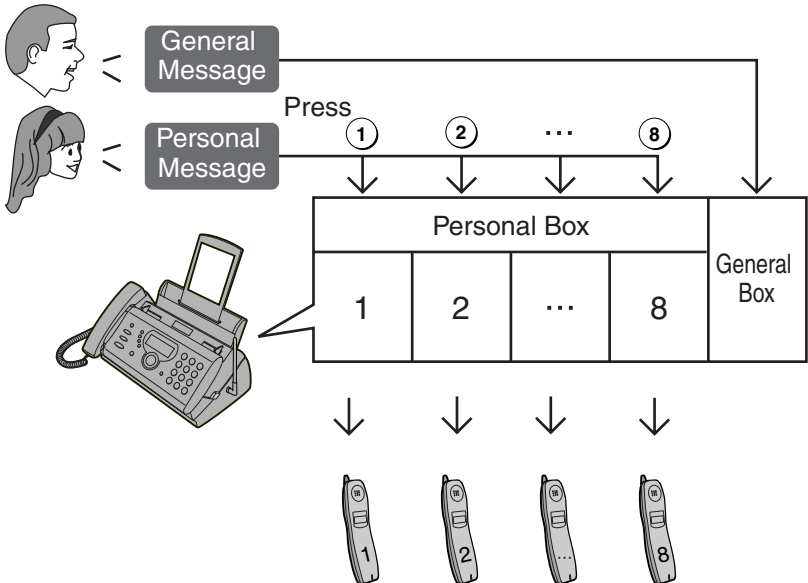 General
Message
Press
Personal
Message
1 2 ... 8
Personal Box
General
Box
1 2 ... 8
1 2 ... 8